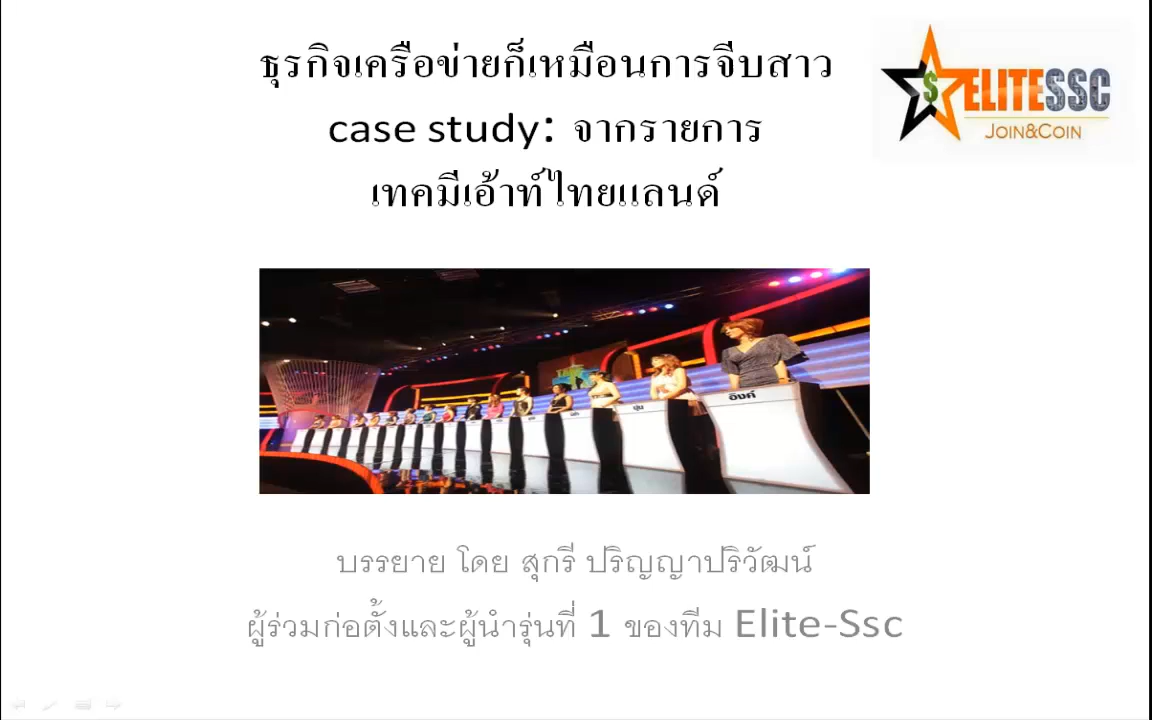 ธุรกิจเครือข่ายก็เหมือนการจีบสาว
case study: จากรายการ
เทคมีเอ้าท์ไทยแลนด์
$ ELITESSC
JOIN&COIN
อิงค์
ปุ่น
บรรยาย โดย สุกรี ปริญญาปริวัฒน์
ผู้ร่วมก่อตั้งและผู้นำรุ่นที่ 1 ของทีม Elite-Ssc